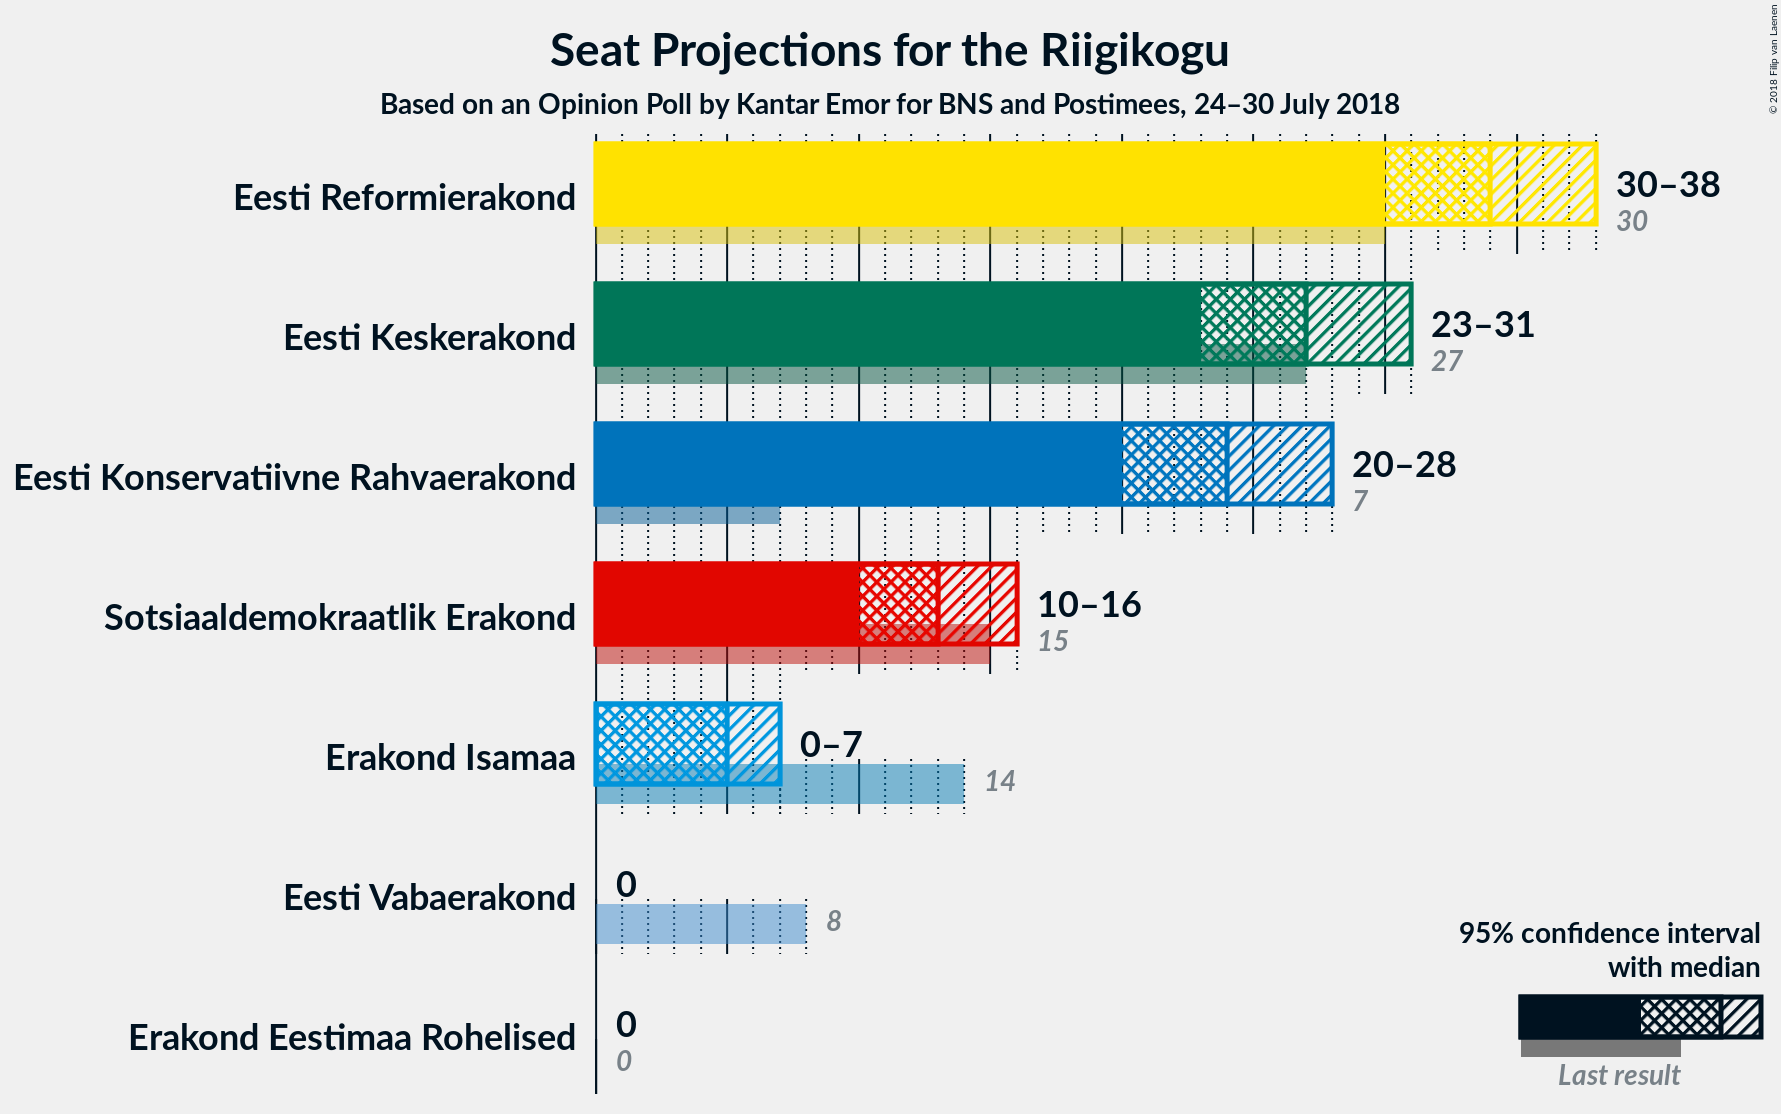 Seat Projections for the Riigikogu
Based on an Opinion Poll by Kantar Emor for BNS and Postimees, 24–30 July 2018
© 2018 Filip van Laenen
Eesti Reformierakond
30–38
30
Eesti Keskerakond
23–31
27
Eesti Konservatiivne Rahvaerakond
20–28
7
Sotsiaaldemokraatlik Erakond
10–16
15
Erakond Isamaa
0–7
14
Eesti Vabaerakond
0
8
Erakond Eestimaa Rohelised
0
0
95% confidence interval
with median
Last result